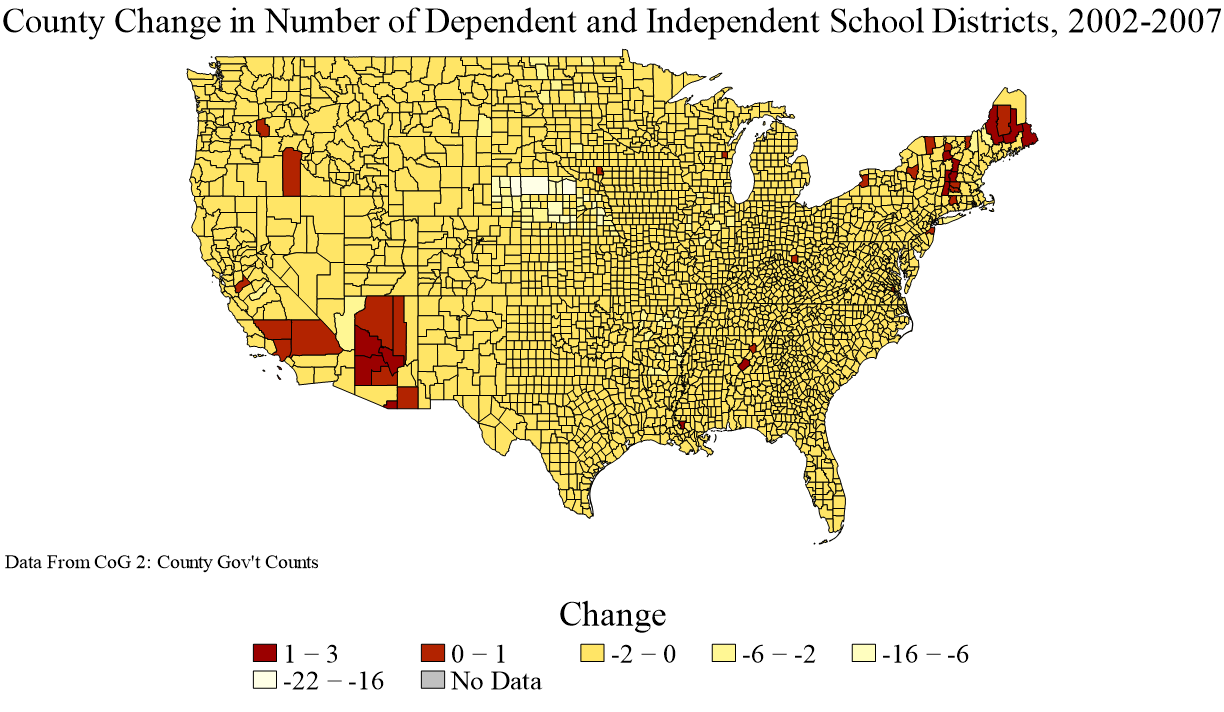 County Change in Number of Dependent and Independent School Districts, 2002-2007
Data From CoG 2: County Gov't Counts
Change
1 − 3 0 − 1 -2 − 0 -6 − -2 -16 − -6
-22 − -16 No Data